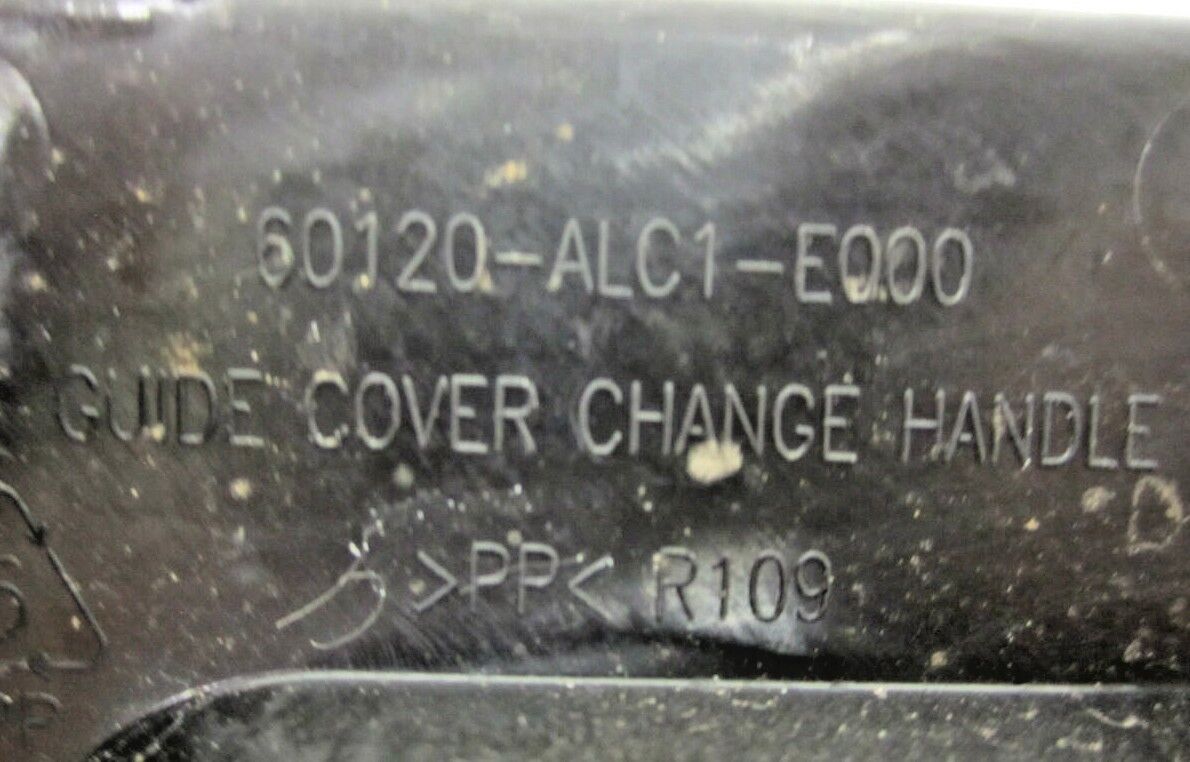 60120-ALC1-E000
GUIDE COVER CHANGE HANDLE
D
>PP< R109